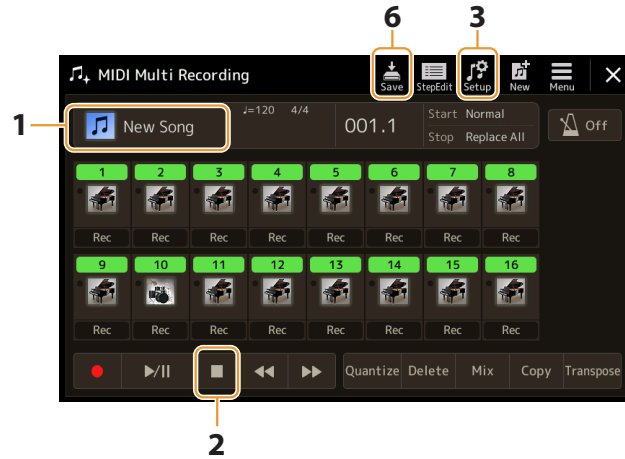 6 3
MIDI Multi Recording
Save StepEdit Setup New Menu
1
New Song
♩=120 4/4
001.1
Start Normal
Stop Replace All
Off
1 2 3 4 5 6 7 8
Rec Rec Rec Rec Rec Rec Rec Rec
9 10 11 12 13 14 15 16
Rec Rec Rec Rec Rec Rec Rec Rec
Quantize Delete Mix Copy Transpose
2